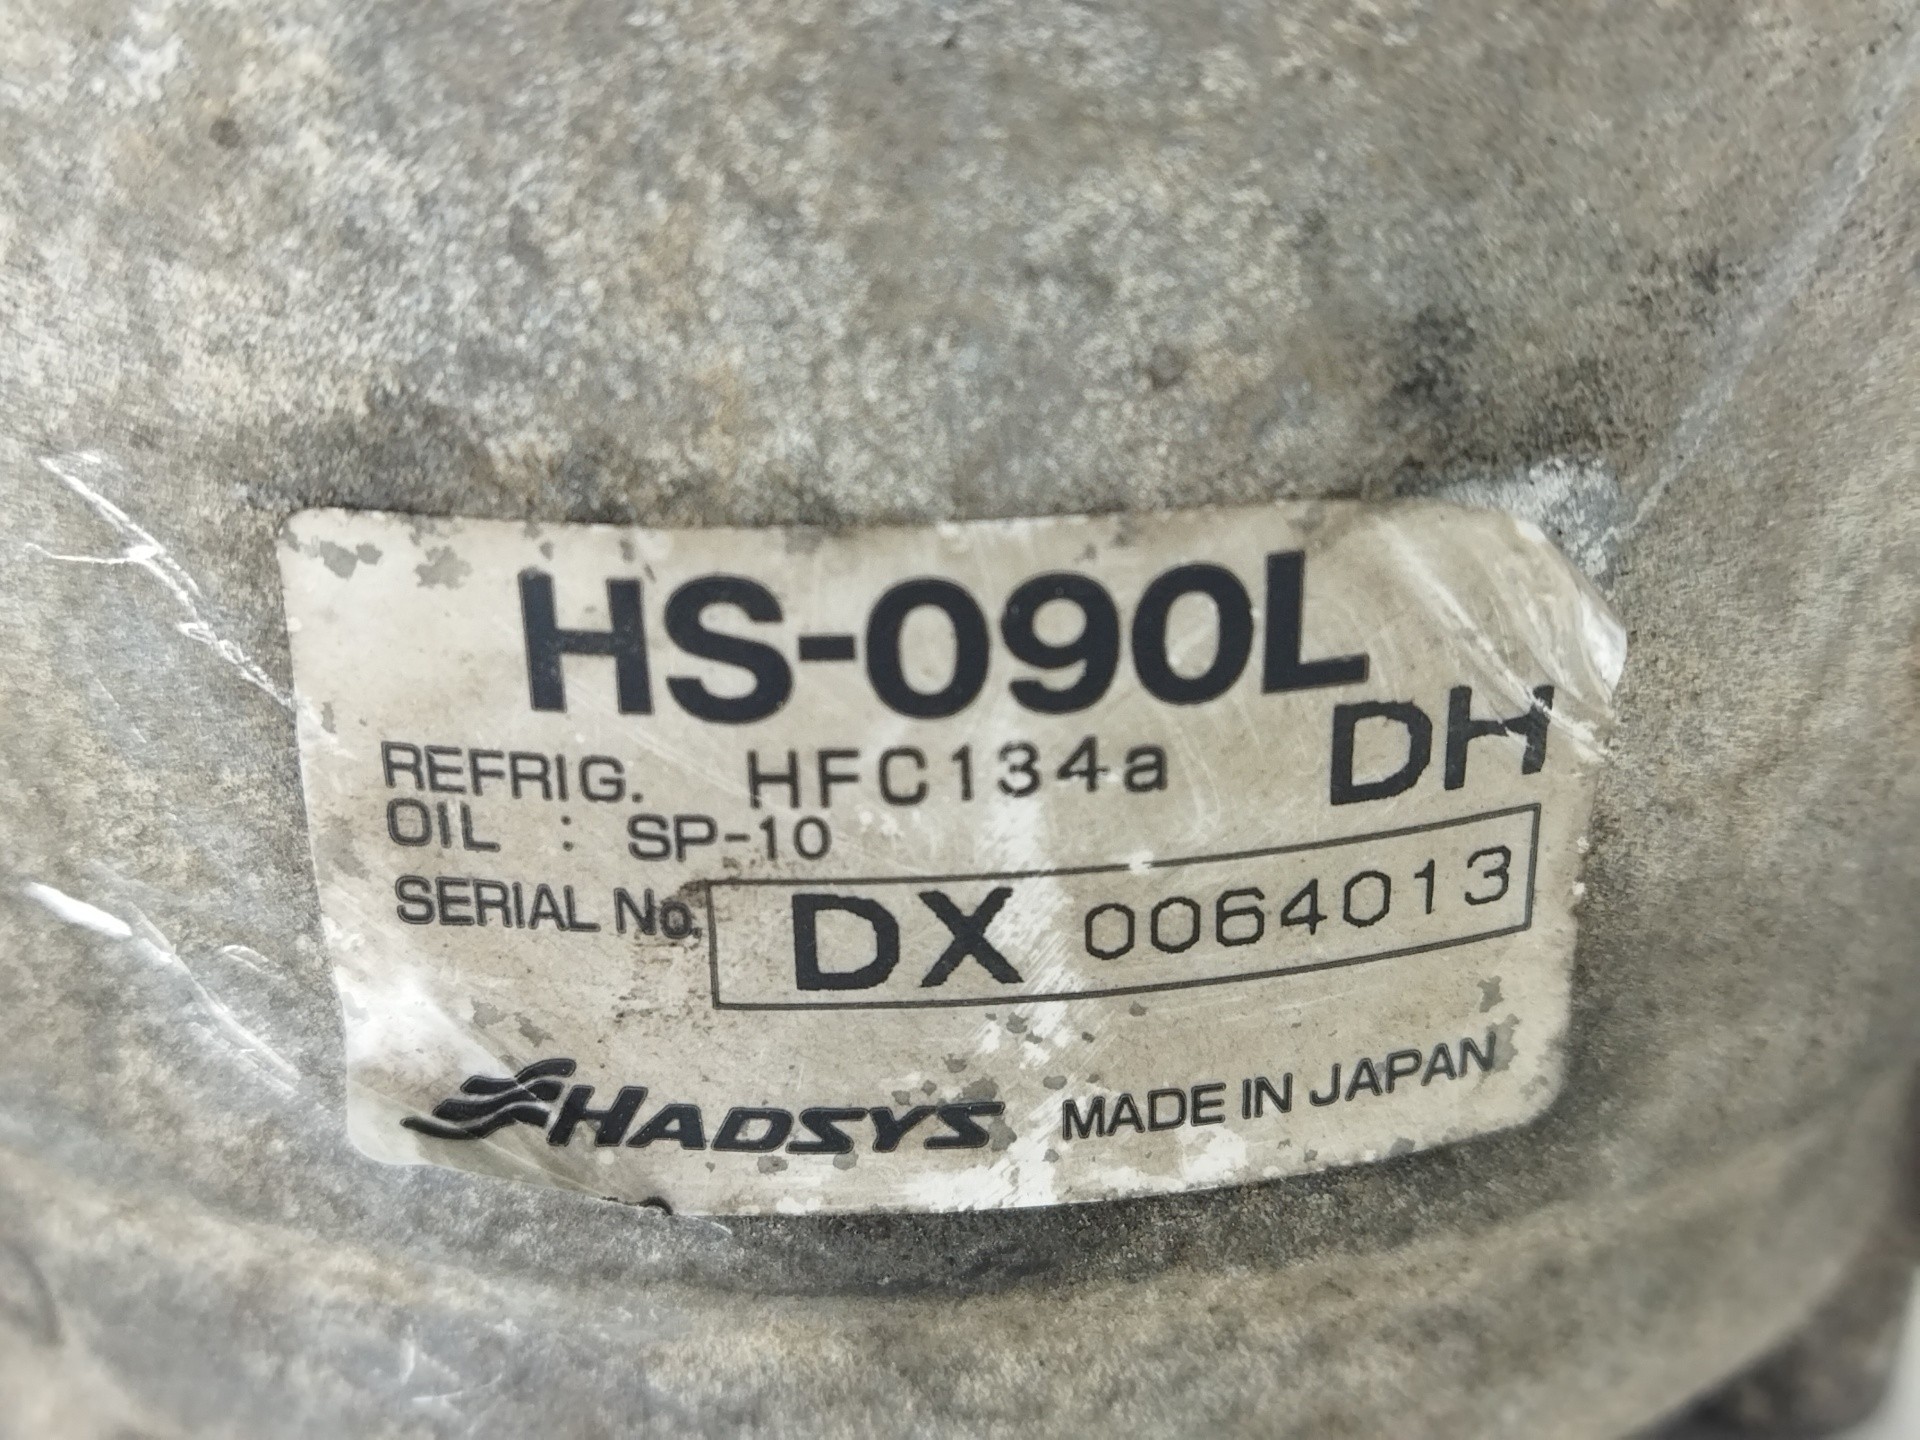 HS-090L
REFRIG. HFC134a DH
OIL : SP-10
SERIAL No. DX 0064013
HADSYS MADE IN JAPAN